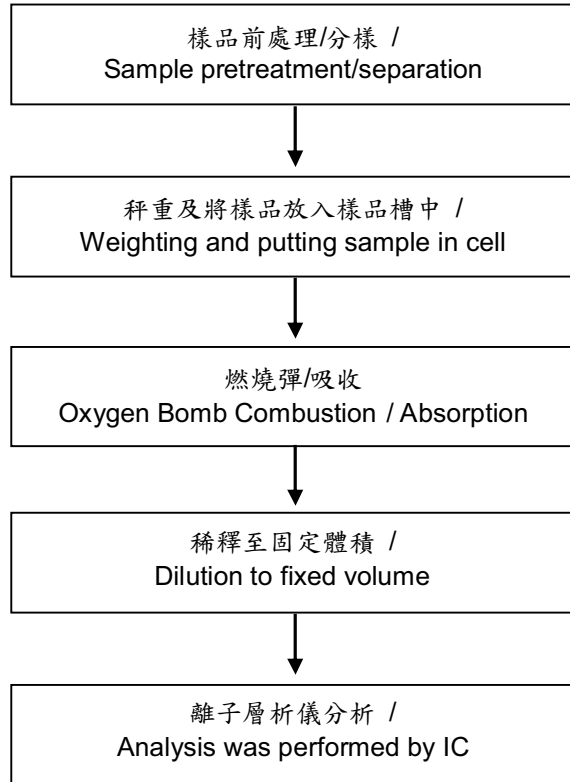 樣品前處理/分樣 /
Sample pretreatment/separation
秤重及將樣品放入樣品槽中 /
Weighting and putting sample in cell
燃燒彈/吸收
Oxygen Bomb Combustion / Absorption
稀釋至固定體積 /
Dilution to fixed volume
離子層析儀分析 /
Analysis was performed by IC